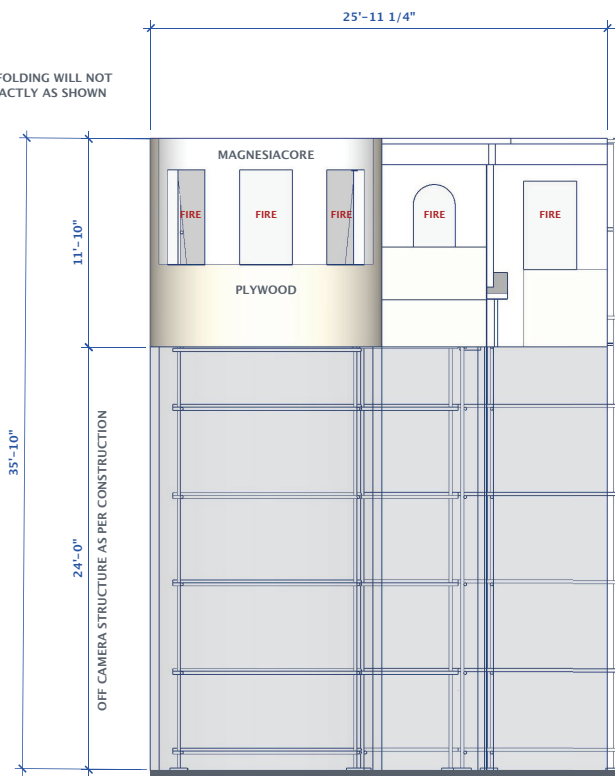 25'-11 1/4"
FOLDING WILL NOT
ACTLY AS SHOWN
MAGNESIACORE
FIRE
FIRE
FIRE
FIRE
FIRE
PLYWOOD
11'-10"
35'-10"
24'-0"
OFF CAMERA STRUCTURE AS PER CONSTRUCTION